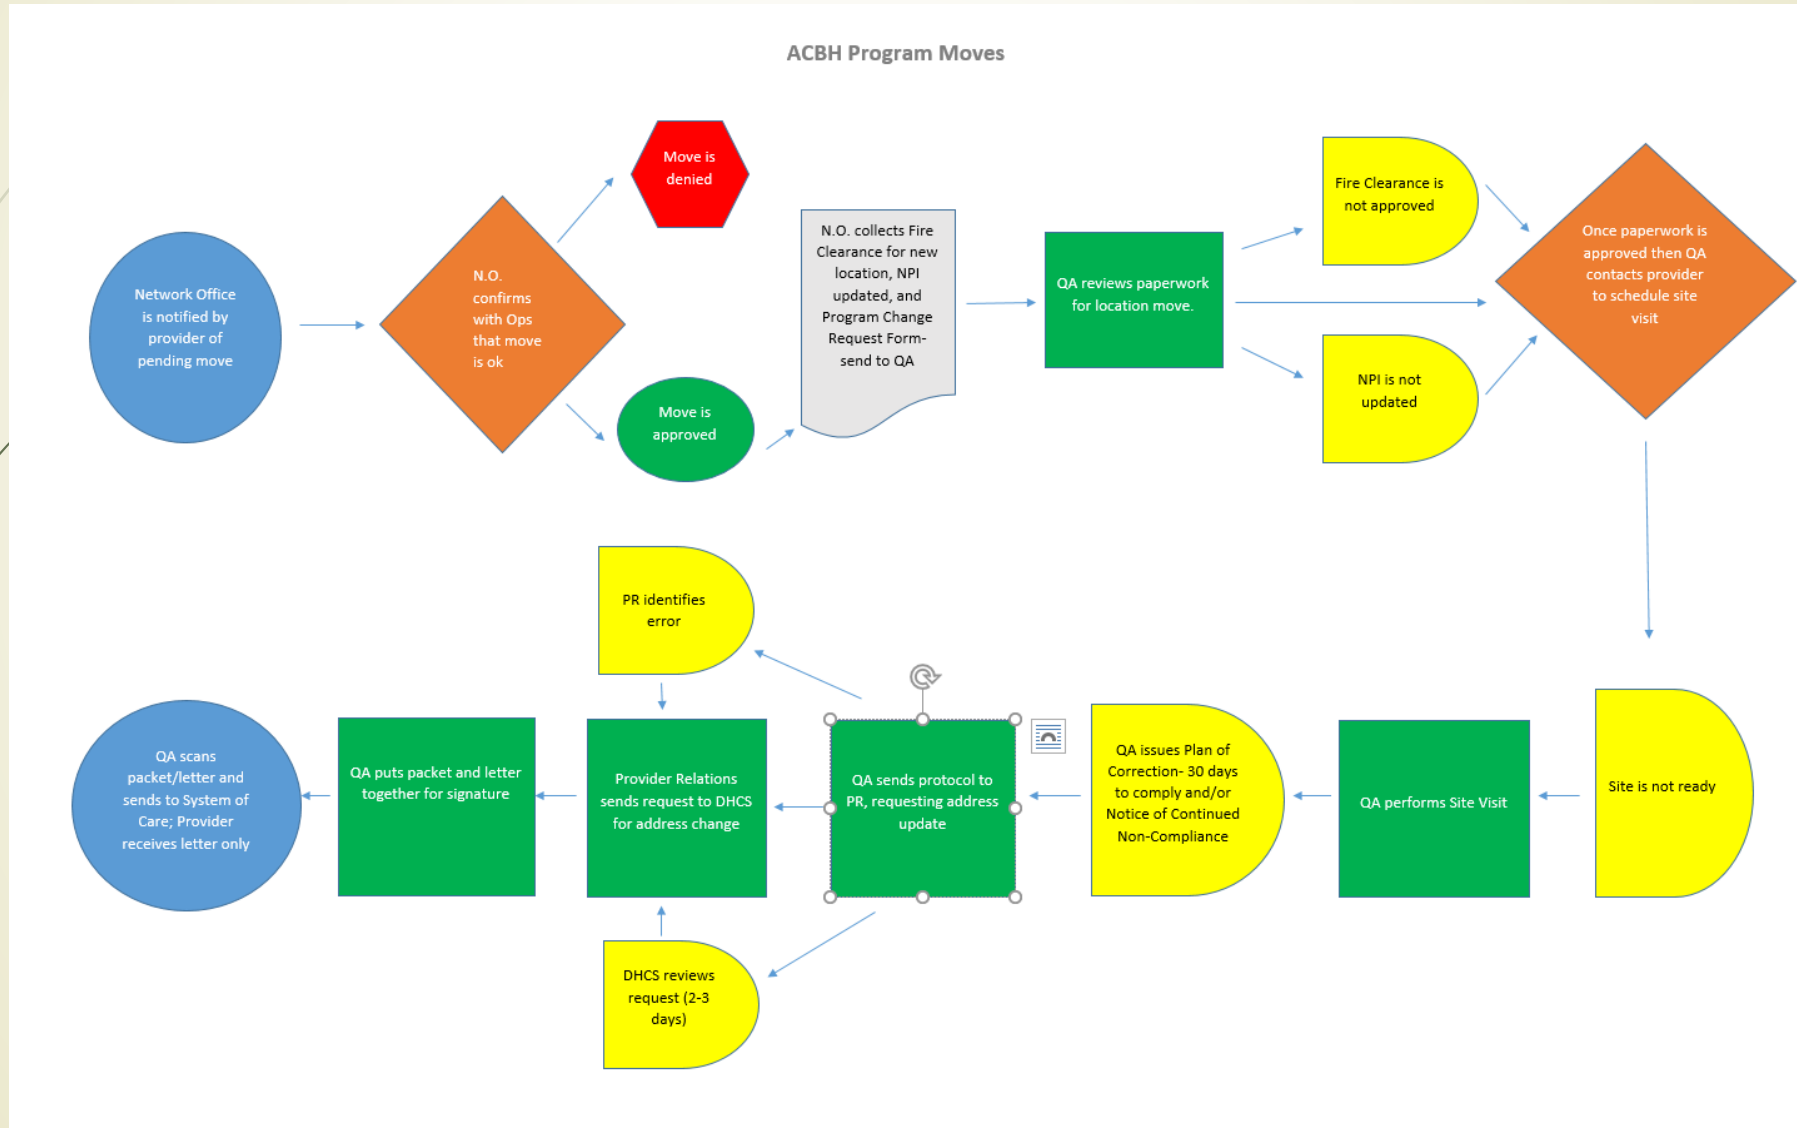 ACBH Program Moves
Network Office
is notified by
provider of
pending move
N.O.
confirms
with Ops
that move
is ok
Move is
denied
Move is
approved
N.O. collects Fire
Clearance for new
location, NPI
updated, and
Program Change
Request Form-
send to QA
QA reviews paperwork
for location move.
Fire Clearance is
not approved
NPI is not
updated
Once paperwork is
approved then QA
contacts provider
to schedule site
visit
Site is not ready
QA performs Site Visit
QA issues Plan of
Correction- 30 days
to comply and/or
Notice of Continued
Non-Compliance
QA sends protocol to
PR, requesting address
update
PR identifies
error
DHCS reviews
request (2-3
days)
Provider Relations
sends request to DHCS
for address change
QA puts packet and letter
together for signature
QA scans
packet/letter and
sends to System of
Care; Provider
receives letter only